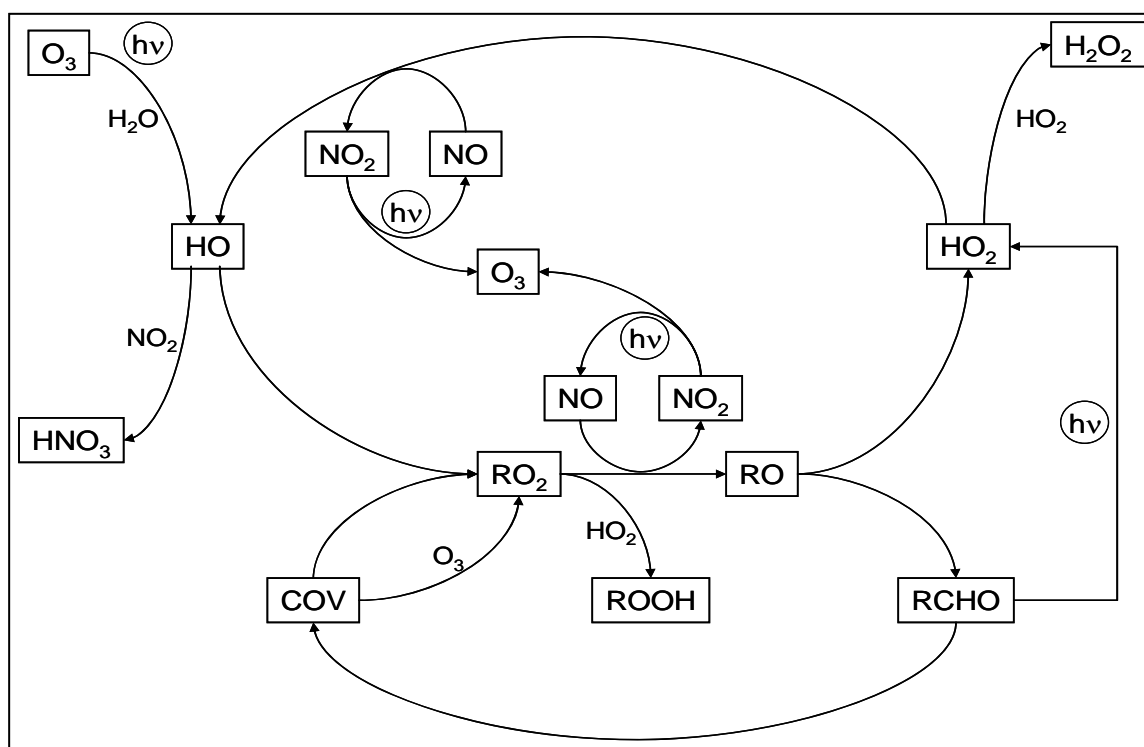 O₃
hν
H₂O₂
H₂O
HO₂
NO₂
NO
hν
HO
HO₂
O₃
NO₂
hν
NO
NO₂
hν
HNO₃
RO₂
RO
HO₂
O₃
COV
ROOH
RCHO